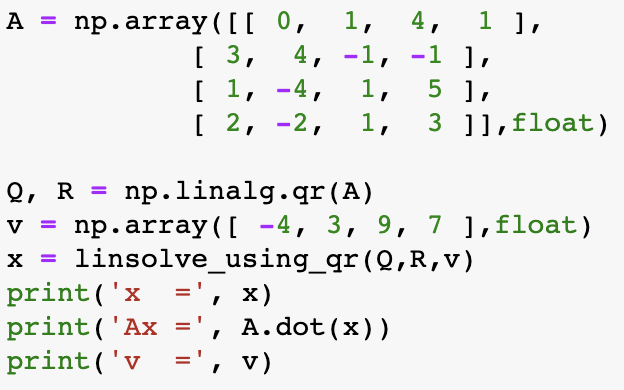 A = np.array([[ 0,  1,  4,  1 ],
           [ 3,  4, -1, -1 ],
           [ 1, -4,  1,  5 ],
           [ 2, -2,  1,  3 ]],float)

Q, R = np.linalg.qr(A)
v = np.array([ -4, 3, 9, 7 ],float)
x = linsolve_using_qr(Q,R,v)
print('x  =', x)
print('Ax =', A.dot(x))
print('v  =', v)